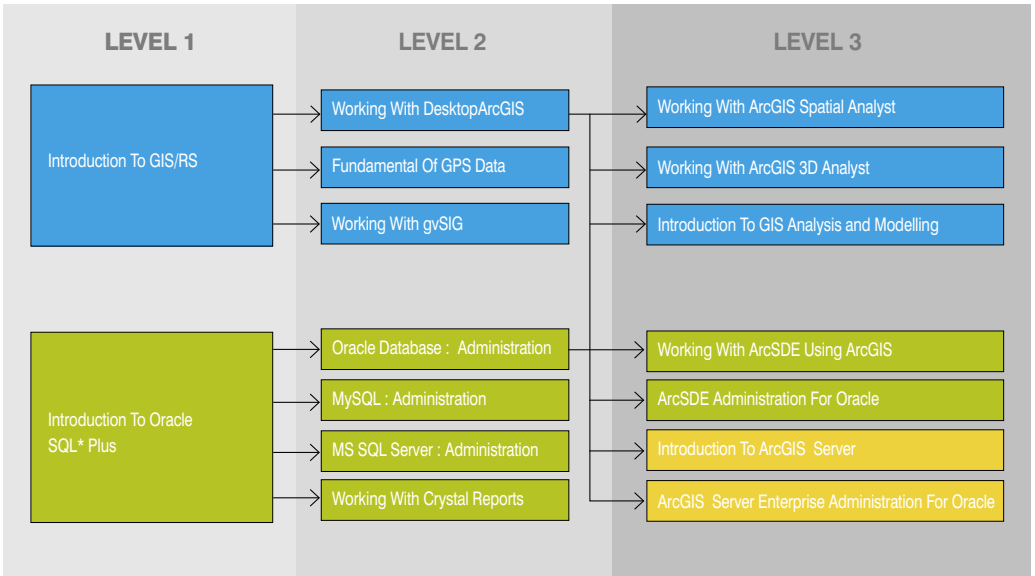 LEVEL 1
LEVEL 2
LEVEL 3
Introduction To GIS/RS
Working With DesktopArcGIS
Fundamental Of GPS Data
Working With gvSIG
Working With ArcGIS Spatial Analyst
Working With ArcGIS 3D Analyst
Introduction To GIS Analysis and Modelling
Introduction To Oracle
SQL* Plus
Oracle Database : Administration
MySQL : Administration
MS SQL Server : Administration
Working With Crystal Reports
Working With ArcSDE Using ArcGIS
ArcSDE Administration For Oracle
Introduction To ArcGIS Server
ArcGIS Server Enterprise Administration For Oracle